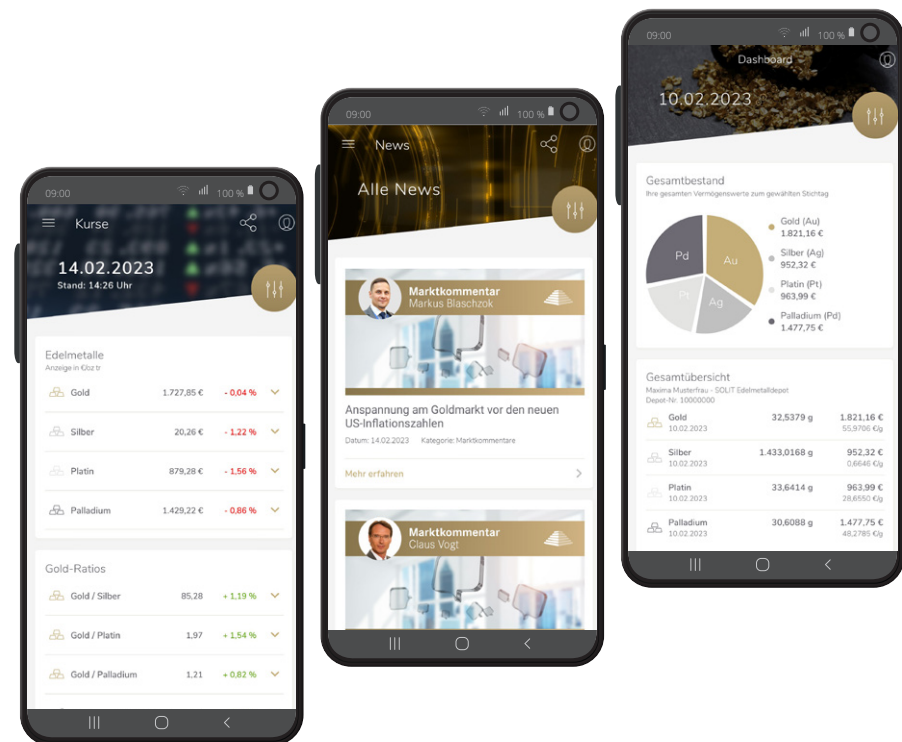 09:00
100 %
Kurse
14.02.2023
Stand: 14:26 Uhr
Edelmetalle
Anzeige in €/oz tr
Gold 1.727,85 € - 0,04 %
Silber 20,26 € - 1,22 %
Platin 879,28 € - 1,56 %
Palladium 1.429,22 € - 0,86 %
Gold-Ratios
Gold / Silber 85,28 + 1,19 %
Gold / Platin 1,97 + 1,54 %
Gold / Palladium 1,21 + 0,82 %
09:00
100 %
News
Alle News
Marktkommentar
Markus Blaschzok
Anspannung am Goldmarkt vor den neuen
US-Inflationszahlen
Datum: 14.02.2023 Kategorie: Marktkommentare
Mehr erfahren
Marktkommentar
Claus Vogt
09:00
100 %
Dashboard
10.02.2023
Gesamtbestand
Ihre gesamten Vermögenswerte zum gewählten Stichtag
Pd
Au
Pt
Ag
Gold (Au)
1.821,16 €
Silber (Ag)
952,32 €
Platin (Pt)
963,99 €
Palladium (Pd)
1.477,75 €
Gesamtübersicht
Maxima Musterfrau - SOLIT Edelmetalldepot
Depot-Nr. 10000000
Gold 32,5379 g 1.821,16 €
10.02.2023 55,9706 €/g
Silber 1.433,0168 g 952,32 €
10.02.2023 0,6646 €/g
Platin 33,6414 g 963,99 €
10.02.2023 28,6550 €/g
Palladium 30,6088 g 1.477,75 €
10.02.2023 48,2785 €/g